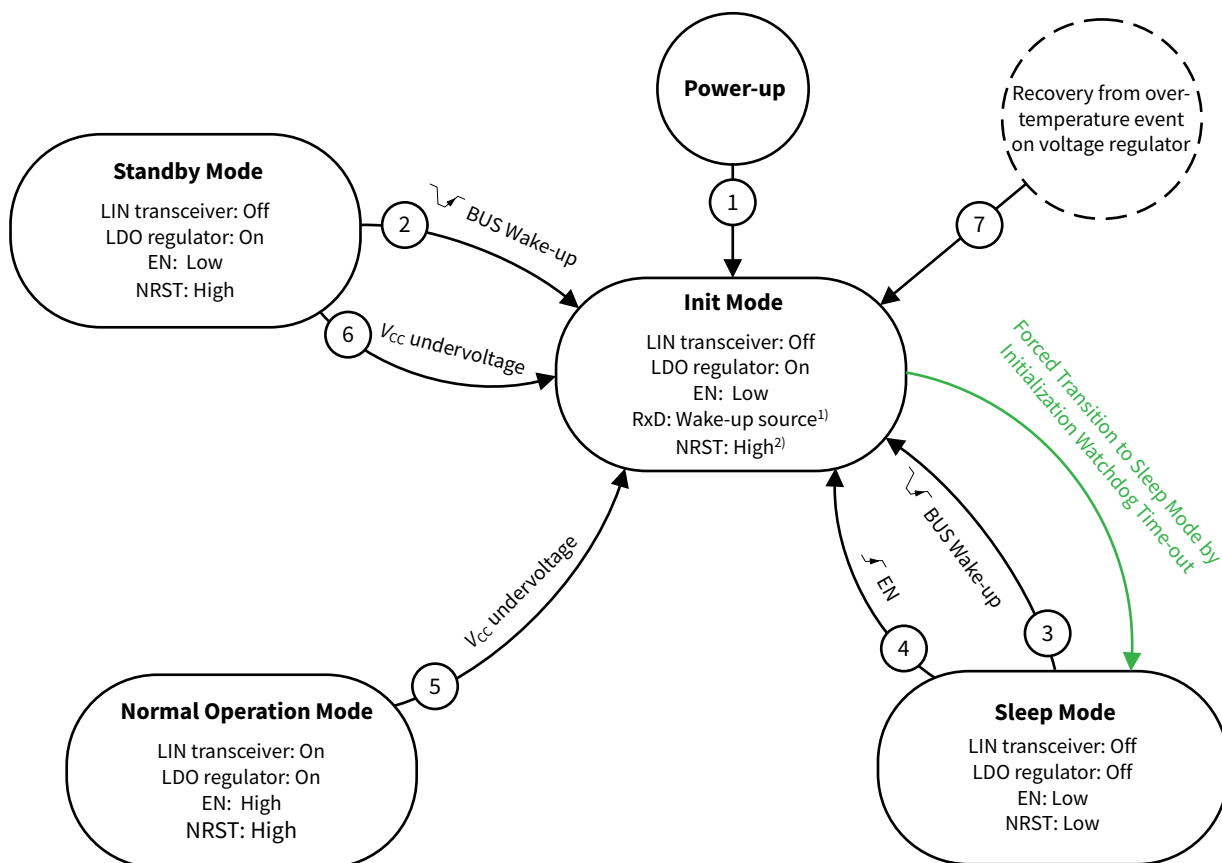 Power-up
Recovery from over-
temperature event
on voltage regulator
1
7
Standby Mode
LIN transceiver: Off
LDO regulator: On
EN: Low
NRST: High
2
BUS Wake-up
6
VCC undervoltage
Init Mode
LIN transceiver: Off
LDO regulator: On
EN: Low
RxD: Wake-up source1)
NRST: High2)
Forced Transition to Sleep Mode by
Initialization Watchdog Time-out
BUS Wake-up
3
EN
4
VCC undervoltage
5
Normal Operation Mode
LIN transceiver: On
LDO regulator: On
EN: High
NRST: High
Sleep Mode
LIN transceiver: Off
LDO regulator: Off
EN: Low
NRST: Low